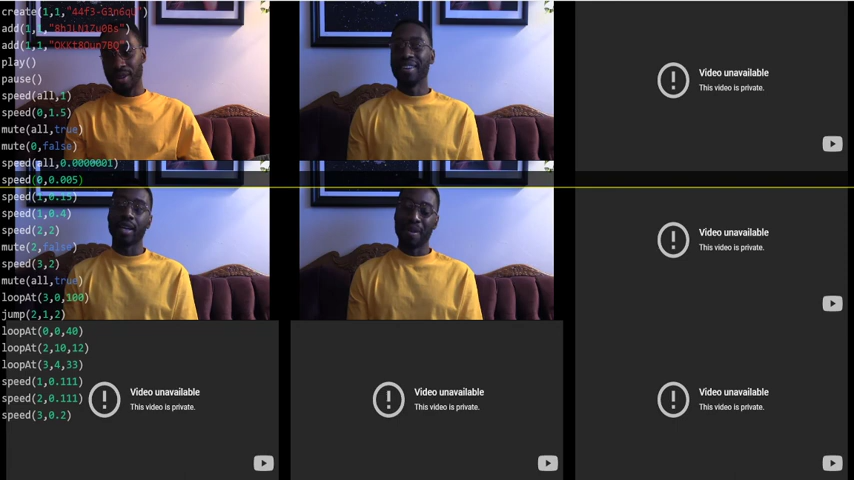 create(1,1,"44f3-G3n6qU")
add(1,1,"8hJLN1Zu0Bs")
add(1,1,"OKKt8Oup7BQ")
play()
pause()
speed(all,1)
speed(0,1.5)
mute(all,true)
mute(0,false)
speed(all,0.0000001)
speed(0,0.005)
speed(1,0.15)
speed(1,0.4)
speed(2,2)
mute(2,false)
speed(3,2)
mute(all,true)
loopAt(3,0,100)
jump(2,1,2)
loopAt(0,0,40)
loopAt(2,10,12)
loopAt(3,4,33)
speed(1,0.111)
speed(2,0.111)
speed(3,0.2)
Video unavailable
This video is private.
Video unavailable
This video is private.
Video unavailable
This video is private.
Video unavailable
This video is private.
Video unavailable
This video is private.